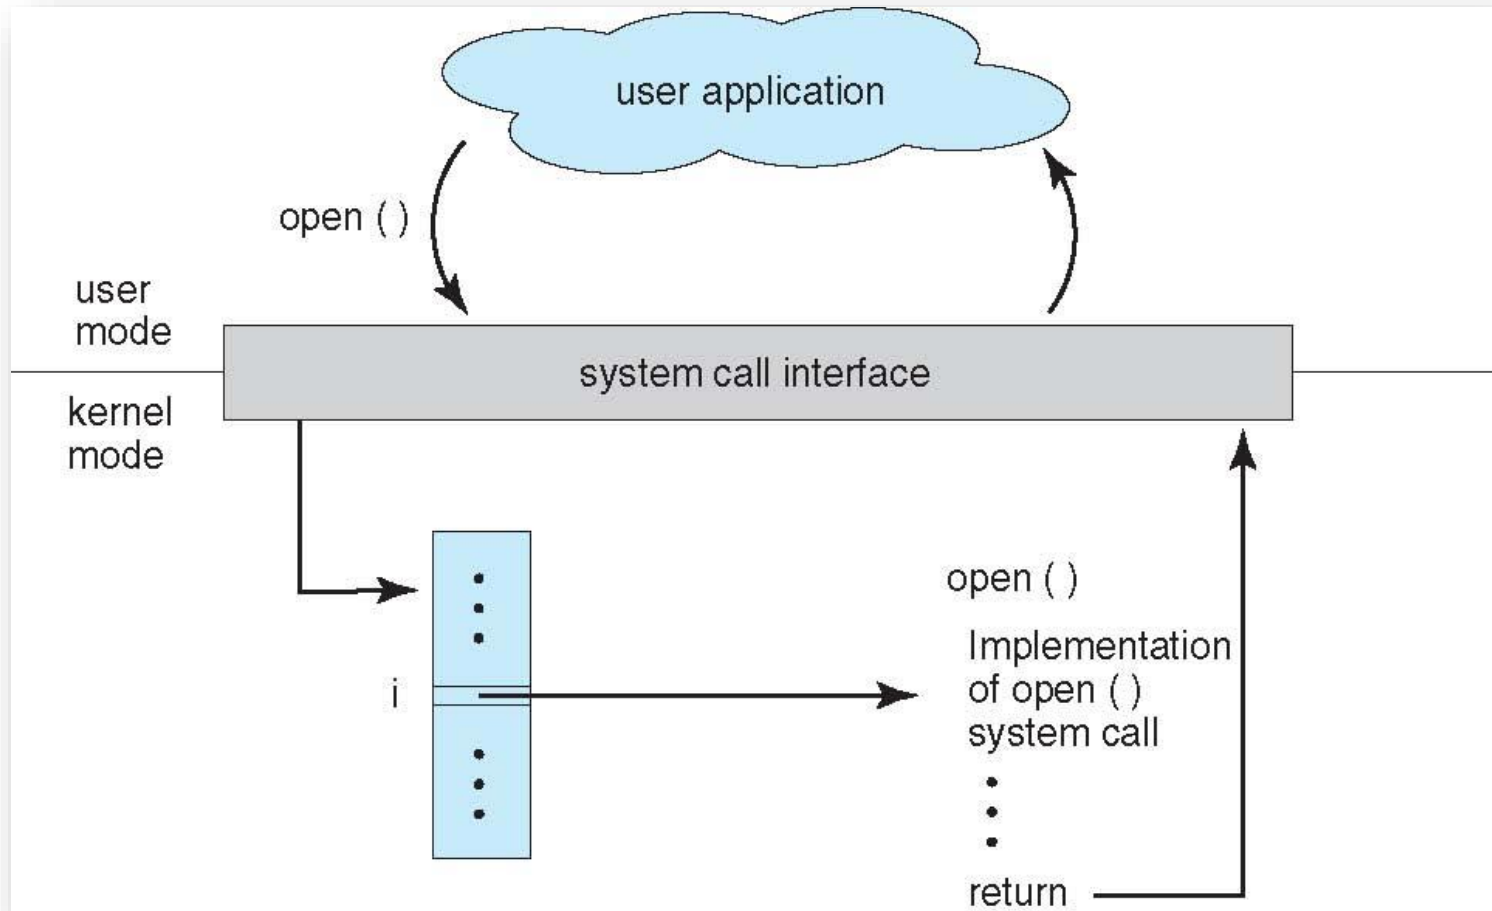 user application
open ( )
user
mode
system call interface
kernel
mode
open ( )
Implementation
of open ( )
system call
i
return